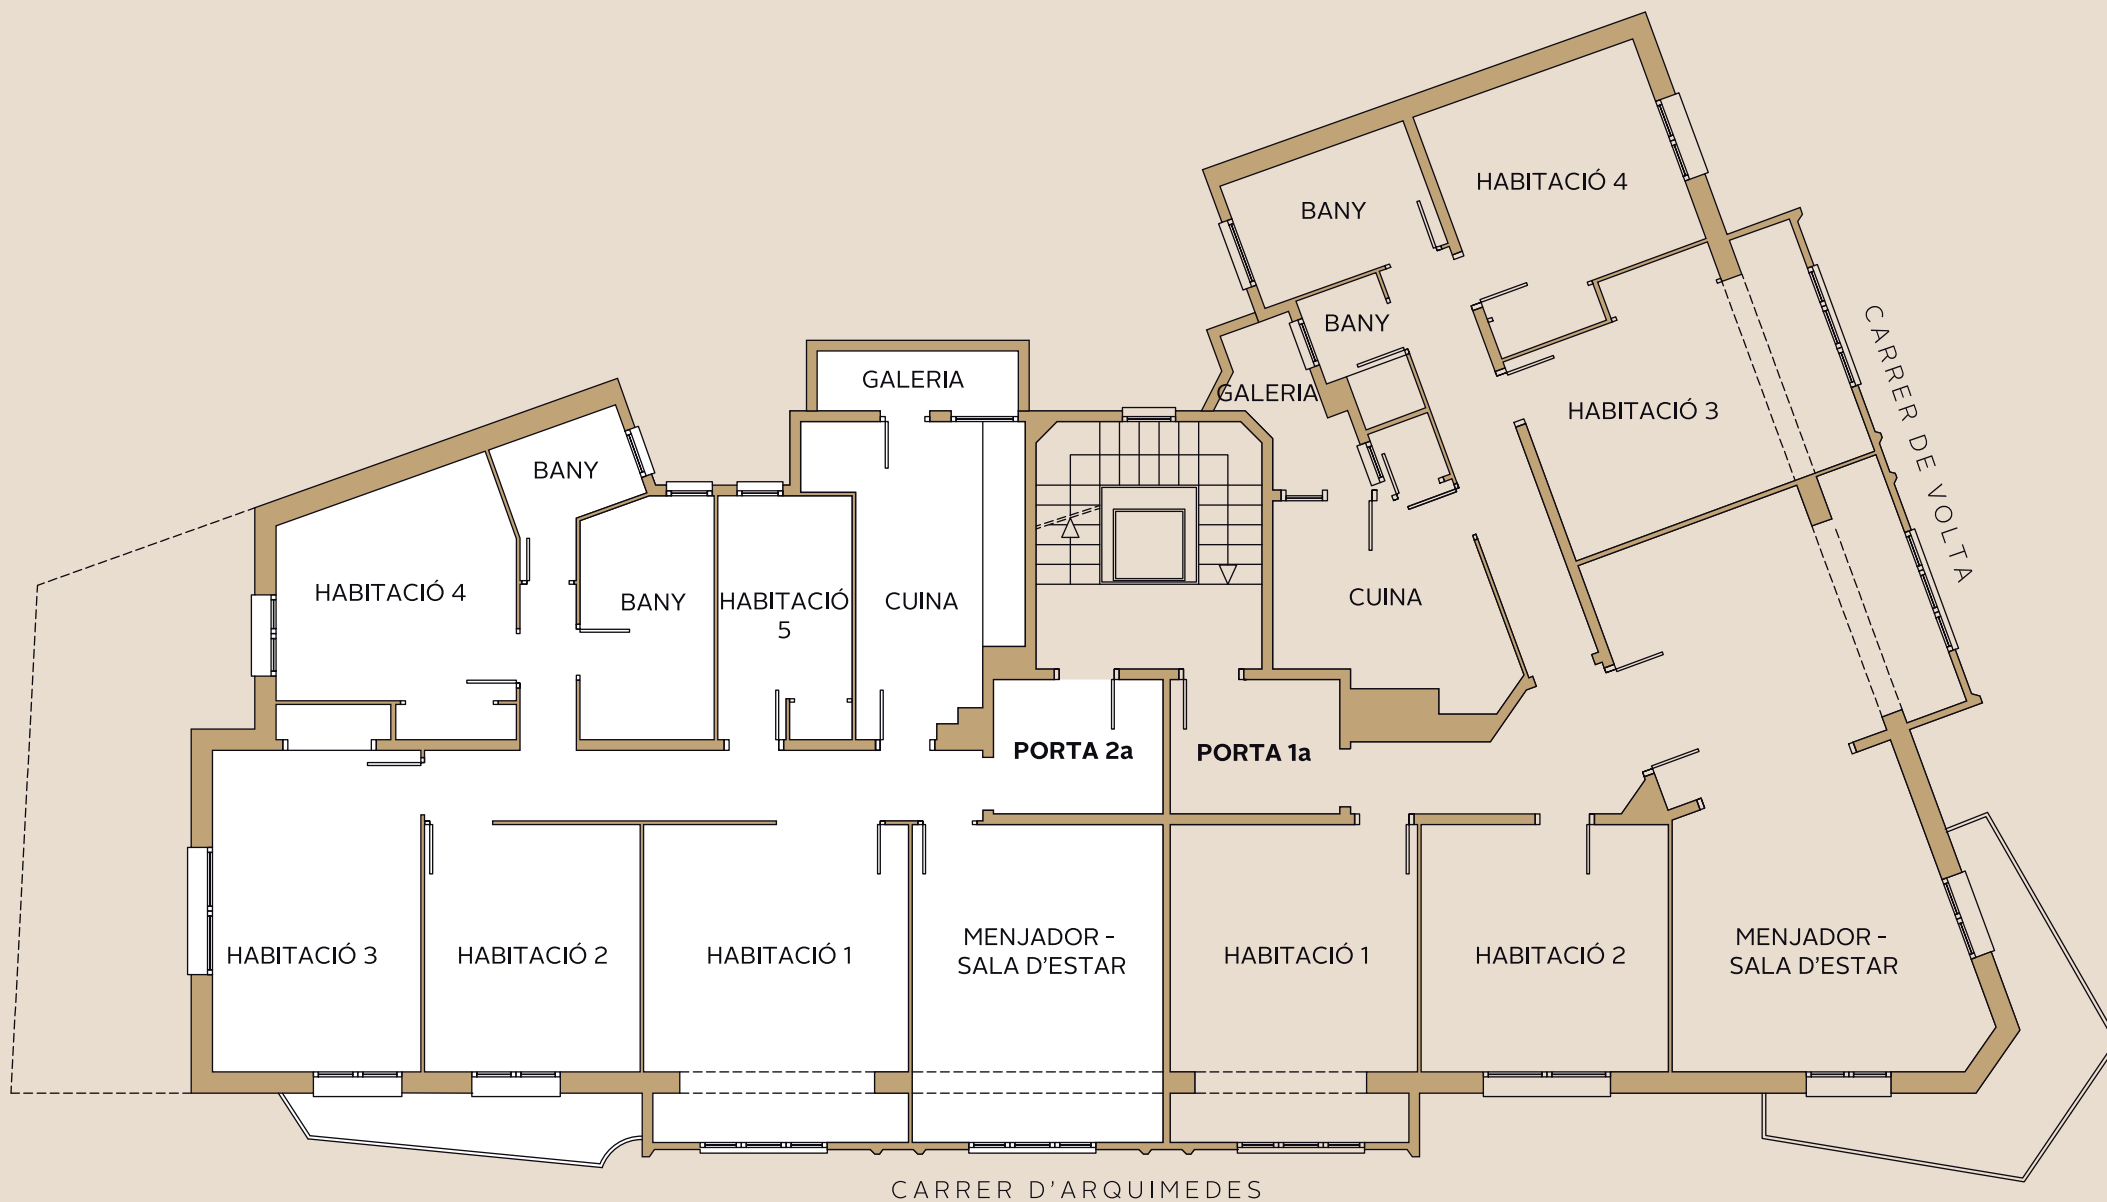 HABITACIÓ 4
BANY
BANY
GALERIA
GALERIA
HABITACIÓ 3
CARRER DE VOLTA
BANY
HABITACIÓ 4
BANY
HABITACIÓ
5
CUINA
CUINA
PORTA 2a
PORTA 1a
HABITACIÓ 3
HABITACIÓ 2
HABITACIÓ 1
MENJADOR -
SALA D'ESTAR
HABITACIÓ 1
HABITACIÓ 2
MENJADOR -
SALA D'ESTAR
CARRER D'ARQUIMEDES